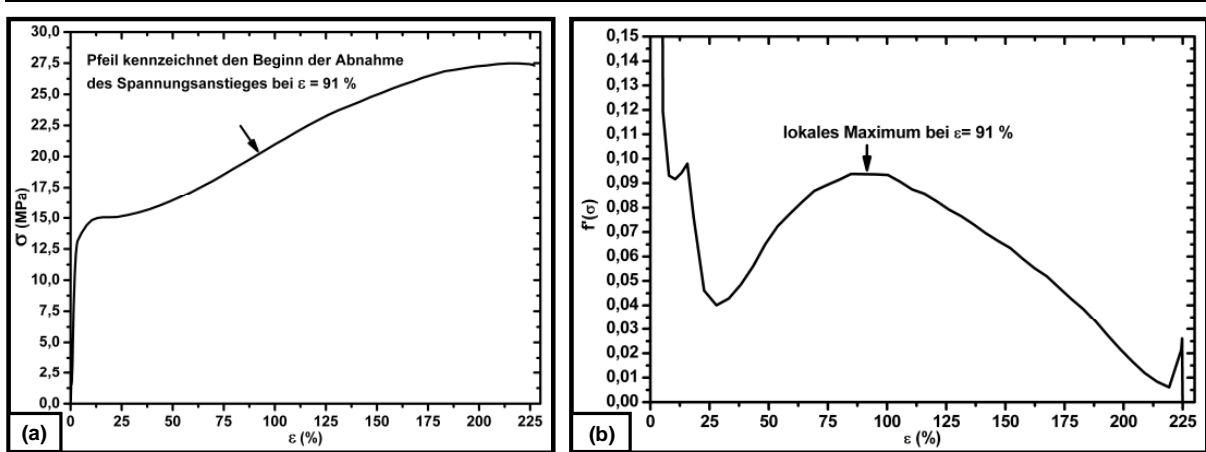 30,0
27,5
25,0
22,5
20,0
17,5
15,0
12,5
10,0
7,5
5,0
2,5
0,0
σ (MPa)
Pfeil kennzeichnet den Beginn der Abnahme
des Spannungsanstieges bei ε = 91 %
0 25 50 75 100 125 150 175 200 225
ε (%)
(a)
0,15
0,14
0,13
0,12
0,11
0,10
0,09
0,08
0,07
0,06
0,05
0,04
0,03
0,02
0,01
0,00
f'(σ)
lokales Maximum bei ε= 91 %
0 25 50 75 100 125 150 175 200 225
ε (%)
(b)